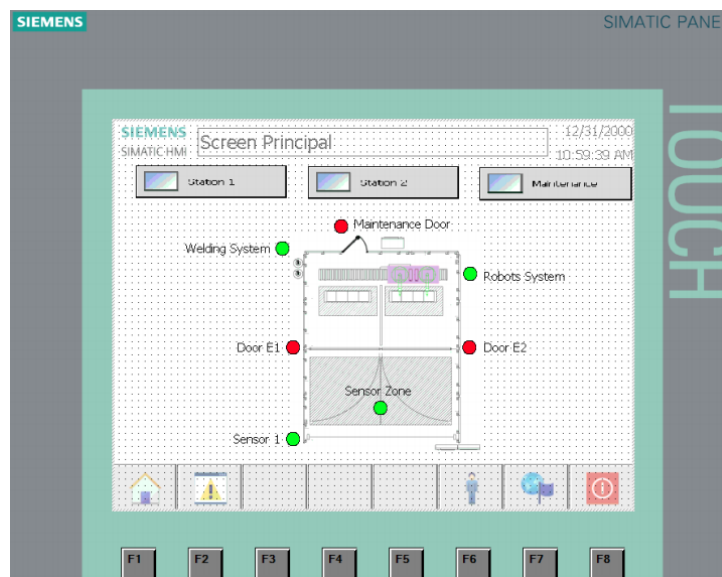 SIEMENS
SIMATIC PANE
TOUCH
SIEMENS
SIMATIC HMI
Screen Principal
12/31/2000
10:59:39 AM
Station 1
Station 2
Maintenance
Maintenance Door
Welding System
Robots System
Door E1
Door E2
Sensor Zone
Sensor 1
F1
F2
F3
F4
F5
F6
F7
F8